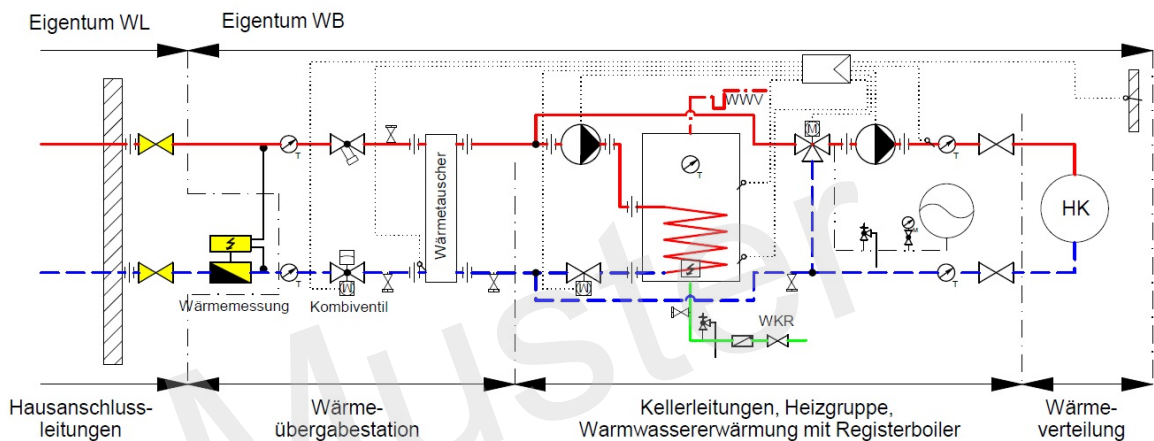 Eigentum WL
Eigentum WB
WWV
M
T
T
T
Wärmetauscher
T
HK
M
T
T
Wärmemessung
M
Kombiventil
M
WKR
Muster
Hausanschluss-
leitungen
Wärme-
übergabestation
Kellerleitungen, Heizgruppe,
Warmwassererwärmung mit Registerboiler
Wärme-
verteilung